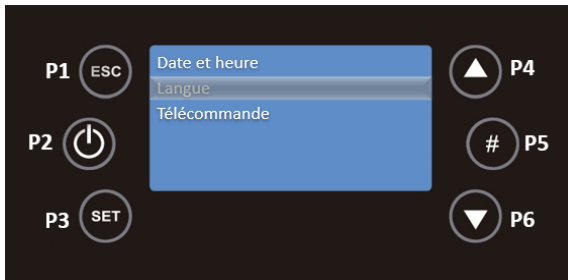 P1 ESC
Date et heure
P4
Langue
Télécommande
P2
# P5
P3 SET
P6